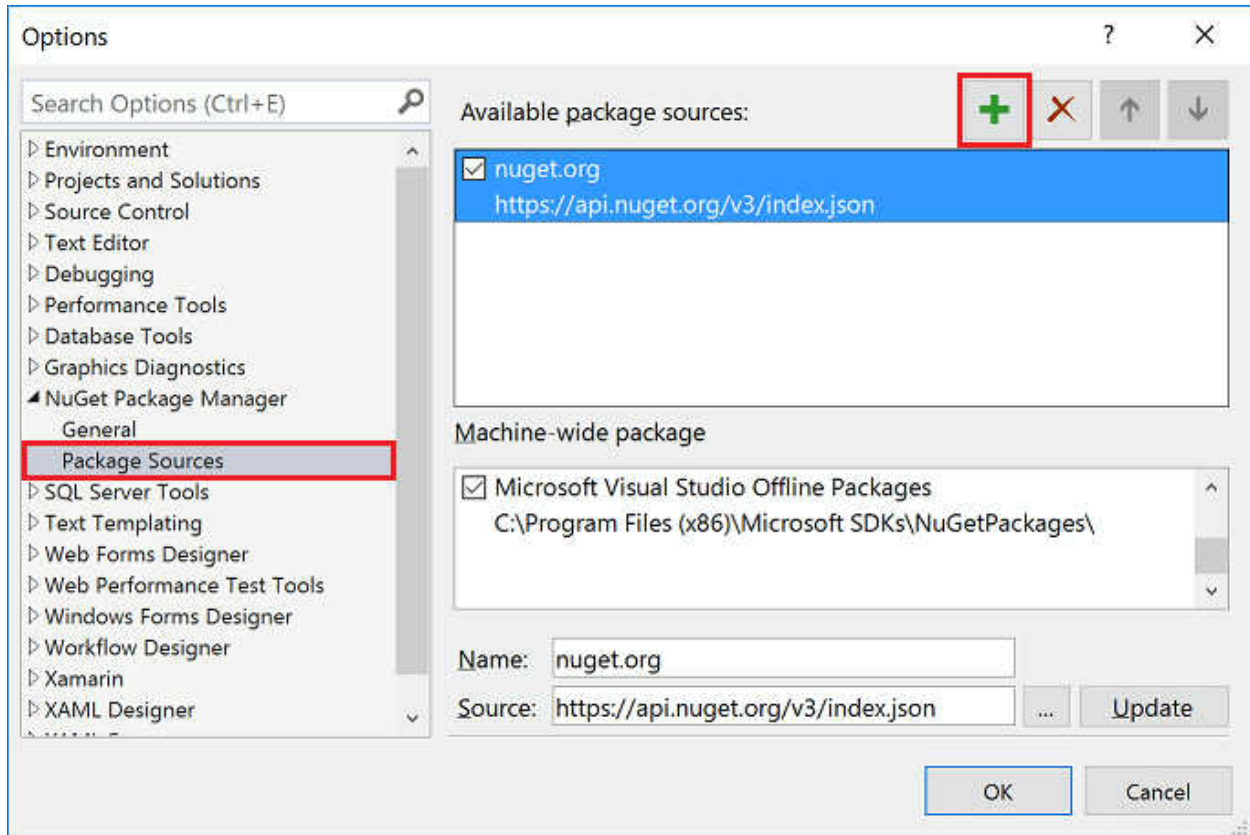 Options
?
Search Options (Ctrl+E)
Environment
Projects and Solutions
Source Control
Text Editor
Debugging
Performance Tools
Database Tools
Graphics Diagnostics
NuGet Package Manager
General
Package Sources
SQL Server Tools
Text Templating
Web Forms Designer
Web Performance Test Tools
Windows Forms Designer
Workflow Designer
Xamarin
XAML Designer
Available package sources:
nuget.org
https://api.nuget.org/v3/index.json
Machine-wide package
Microsoft Visual Studio Offline Packages
C:\Program Files (x86)\Microsoft SDKs\NuGetPackages\
Name: nuget.org
Source: https://api.nuget.org/v3/index.json ... Update
OK Cancel